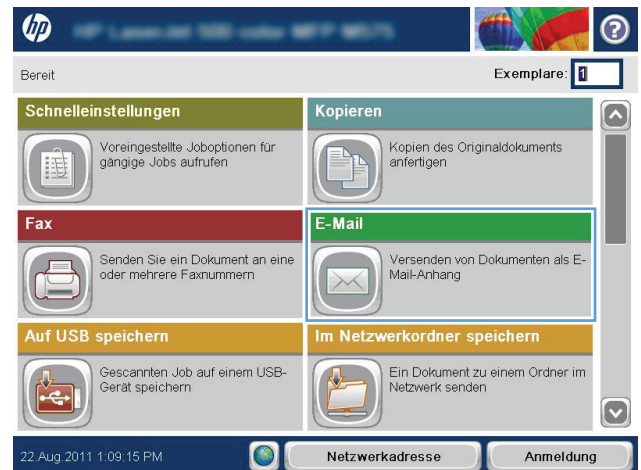 hp
Bereit
Exemplare: 1
Schnelleinstellungen
Voreingestellte Joboptionen für
gängige Jobs aufrufen
Kopieren
Kopien des Originaldokuments
anfertigen
Fax
Senden Sie ein Dokument an eine
oder mehrere Faxnummern
E-Mail
Versenden von Dokumenten als E-
Mail-Anhang
Auf USB speichern
Gescannten Job auf einem USB-
Gerät speichern
Im Netzwerkordner speichern
Ein Dokument zu einem Ordner im
Netzwerk senden
22.Aug.2011 1:09:15 PM
Netzwerkadresse
Anmeldung